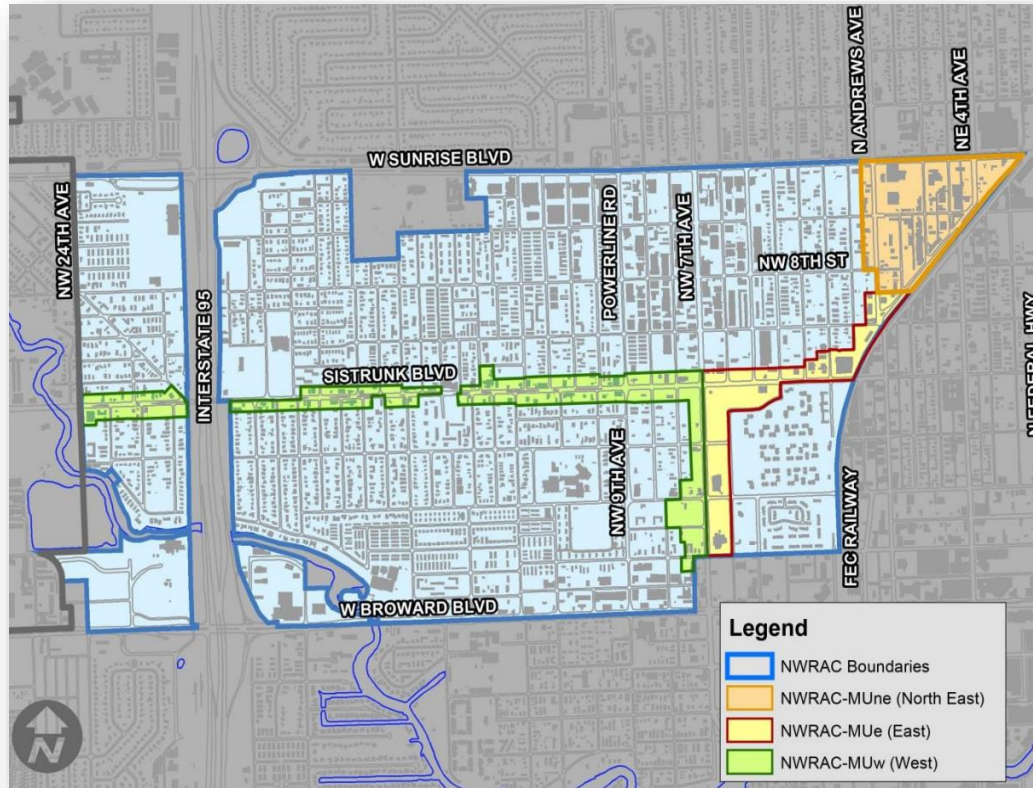 N ANDREWS AVE
NE 4TH AVE
W SUNRISE BLVD
NW 24TH AVE
INTERSTATE 95
POWERLINE RD
NW 7TH AVE
NW 8TH ST
SISTRUNK BLVD
NW 9TH AVE
FEC RAILWAY
W BROWARD BLVD
HWY
Legend
NWRAC Boundaries
NWRAC-MUne (North East)
NWRAC-MUe (East)
NWRAC-MUw (West)
N